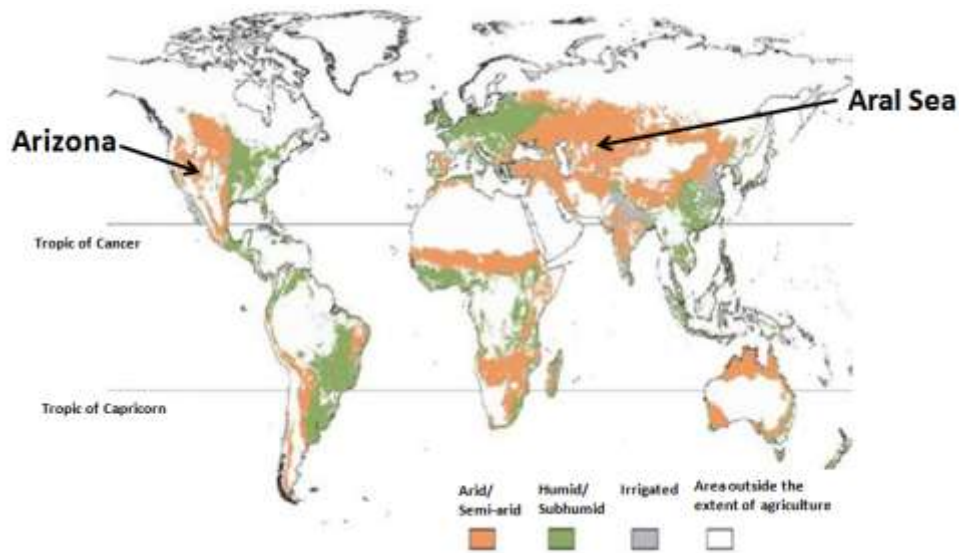 Aral Sea
Arizona
Tropic of Cancer
Tropic of Capricorn
Arid/
Semi-arid
Humid/
Subhumid
Irrigated
Area outside the
extent of agriculture